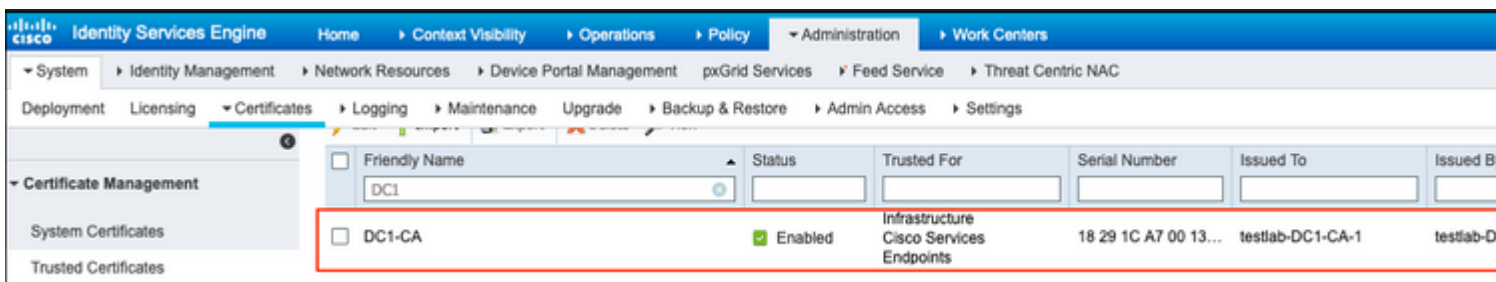 cisco Identity Services Engine Home Context Visibility Operations Policy Administration Work Centers
System Identity Management Network Resources Device Portal Management pxGrid Services Feed Service Threat Centric NAC
Deployment Licensing Certificates Logging Maintenance Upgrade Backup & Restore Admin Access Settings
Friendly Name Status Trusted For Serial Number Issued To Issued B
Certificate Management
DC1
System Certificates
DC1-CA Enabled Infrastructure
Cisco Services
Endpoints
18 29 1C A7 00 13... testlab-DC1-CA-1 testlab-D
Trusted Certificates